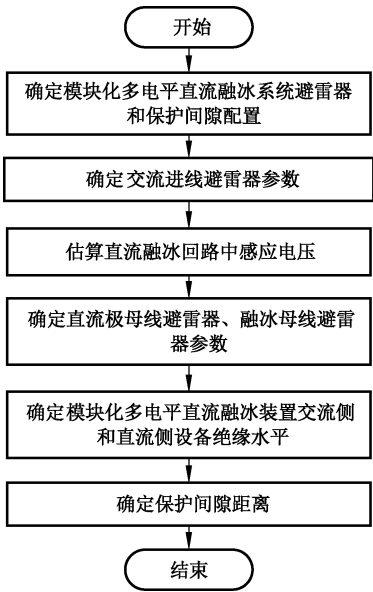 开始
确定模块化多电平直流融冰系统避雷器
和保护间隙配置
确定交流进线避雷器参数
估算直流融冰回路中感应电压
确定直流极母线避雷器、融冰母线避雷
器参数
确定模块化多电平直流融冰装置交流侧
和直流侧设备绝缘水平
确定保护间隙距离
结束